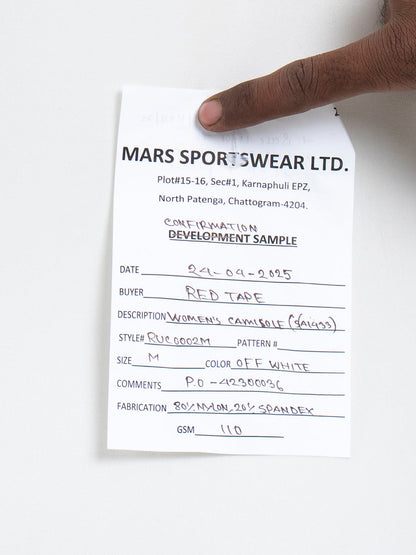 MARS SPORTSWEAR LTD.
Plot#15-16, Sec#1, Karnaphuli EPZ,
North Patenga, Chattogram-4204.
CONFIRMATION
DEVELOPMENT SAMPLE
DATE 24-04-2025
BUYER RED TAPE
DESCRIPTION WOMEN'S CAMISOLE
STYLE# RUC0002M PATTERN #
SIZE M COLOR OFF WHITE
COMMENTS P.O - 42300036
FABRICATION 80% NYLON, 20% SPANDEX
GSM 110